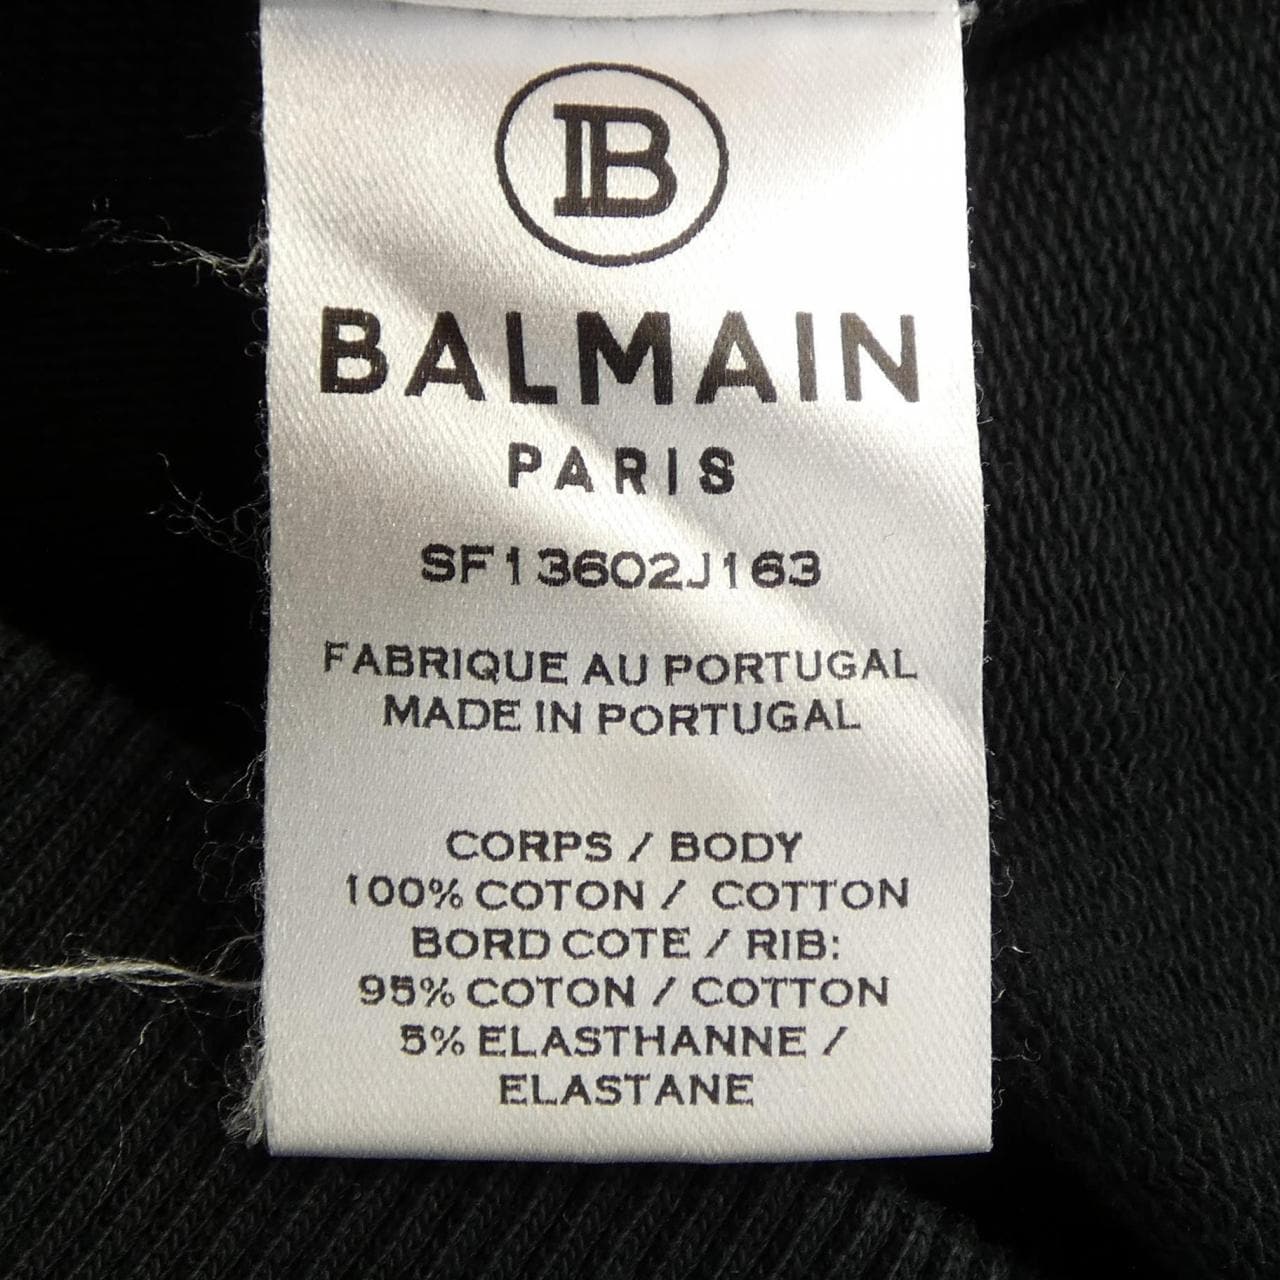 B
BALMAIN
PARIS
SF13602J163
FABRIQUE AU PORTUGAL
MADE IN PORTUGAL
CORPS / BODY
100% COTON / COTTON
BORD COTE / RIB:
95% COTON / COTTON
5% ELASTHANNE /
ELASTANE